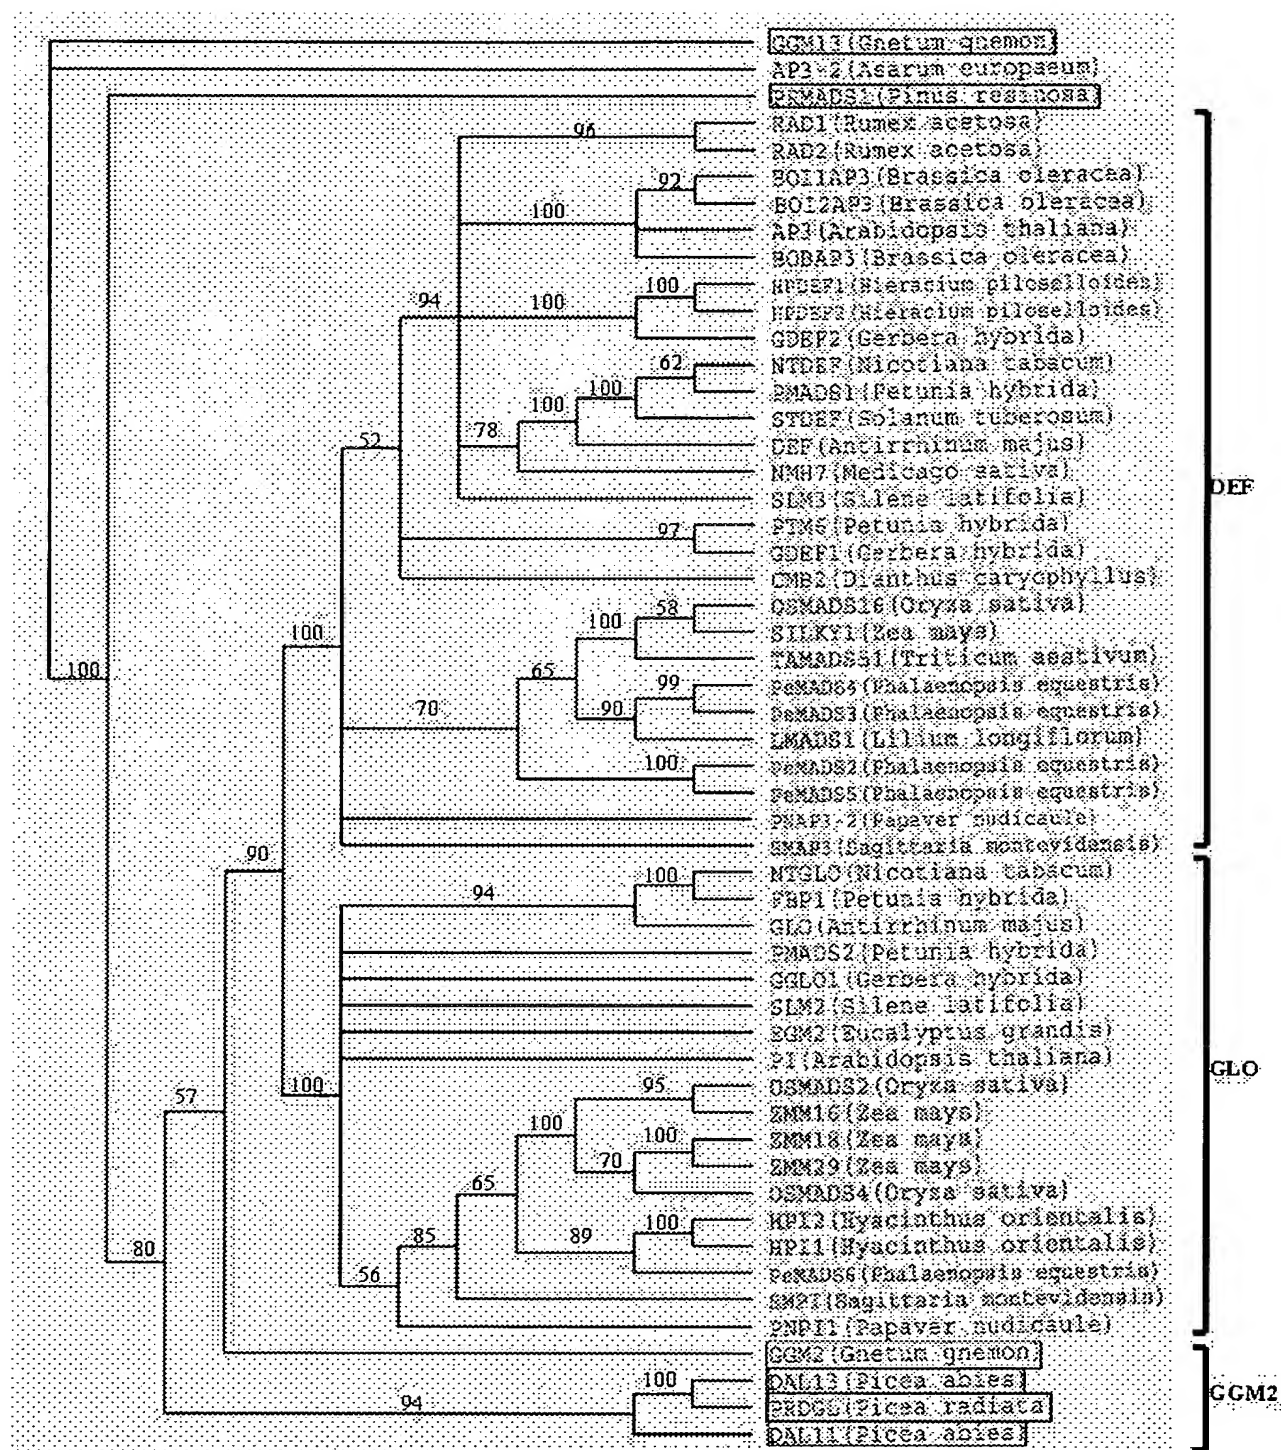 GGM13(Gnetum gnemon)
AP3-2(Asarum europaeum)
PRMADS1(Pinus resinosa)
96
RAD1(Rumex acetosa)
RAD2(Rumex acetosa)
92
BOI1AP3(Brassica oleracea)
BOI2AP3(Brassica oleracea)
100
AP3(Arabidopsis thaliana)
BOBAP3(Brassica oleracea)
100
HPDEF1(Hieracium piloselloides)
94
100
HPDEF2(Hieracium piloselloides)
GDEF2(Gerbera hybrida)
62
NTDEF(Nicotiana tabacum)
100
PMADS1(Petunia hybrida)
100
STDEF(Solanum tuberosum)
78
DEF(Antirrhinum majus)
52
NMH7(Medicago sativa)
DEF
SLM3(Silene latifolia)
97
PTM6(Petunia hybrida)
GDEF1(Gerbera hybrida)
CMB2(Dianthus caryophyllus)
58
OSMADS16(Oryza sativa)
100
100
SILKY1(Zea mays)
TAMADS51(Triticum aestivum)
100
65
99
PeMADS4(Phalaenopsis equestris)
70
90
PeMADS3(Phalaenopsis equestris)
LMADS1(Lilium longiflorum)
100
PeMADS2(Phalaenopsis equestris)
PeMADS5(Phalaenopsis equestris)
PNAP3-2(Papaver nudicaule)
SMAP3(Sagittaria montevidensis)
90
100
NTGLO(Nicotiana tabacum)
94
FBP1(Petunia hybrida)
GLO(Antirrhinum majus)
PMADS2(Petunia hybrida)
GGLO1(Gerbera hybrida)
SLM2(Silene latifolia)
EGM2(Eucalyptus grandis)
PI(Arabidopsis thaliana)
GLO
57
100
95
OSMADS2(Oryza sativa)
ZMM16(Zea mays)
100
100
ZMM18(Zea mays)
70
ZMM29(Zea mays)
65
OSMADS4(Oryza sativa)
100
HPI2(Hyacinthus orientalis)
80
85
89
HPI1(Hyacinthus orientalis)
56
PeMADS6(Phalaenopsis equestris)
SMPI(Sagittaria montevidensis)
PNPI1(Papaver nudicaule)
GGM2(Gnetum gnemon)
100
DAL13(Picea abies)
GGM2
94
PRDGL(Picea radiata)
DAL11(Picea abies)